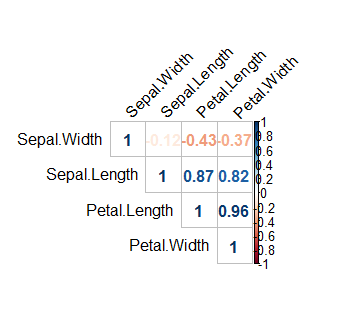 Sepal.Width
Sepal.Length
Petal.Length
Petal.Width
Sepal.Width 1 -0.12 -0.43 -0.37
Sepal.Length 1 0.87 0.82
Petal.Length 1 0.96
Petal.Width 1
1
0.8
0.6
0.4
0.2
0
-0.2
-0.4
-0.6
-0.8
-1